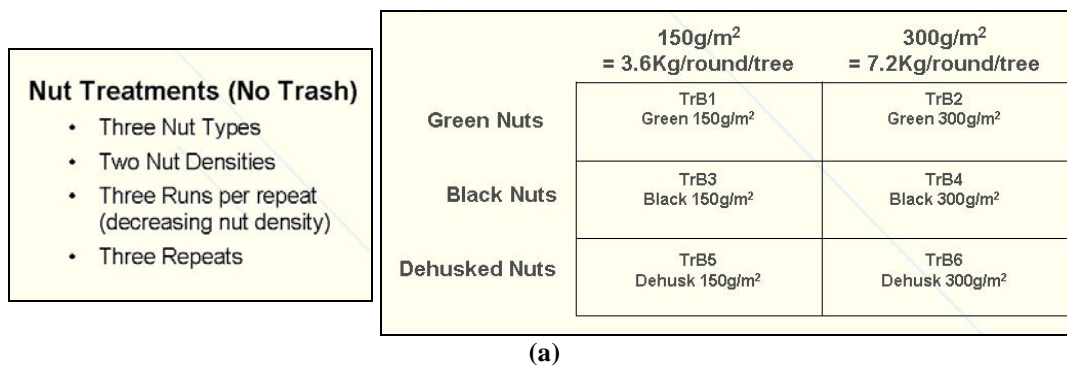 Nut Treatments (No Trash)
• Three Nut Types
• Two Nut Densities
• Three Runs per repeat
(decreasing nut density)
• Three Repeats
150g/m²
= 3.6Kg/round/tree
300g/m²
= 7.2Kg/round/tree
Green Nuts
TrB1
Green 150g/m²
TrB2
Green 300g/m²
Black Nuts
TrB3
Black 150g/m²
TrB4
Black 300g/m²
Dehusked Nuts
TrB5
Dehusk 150g/m²
TrB6
Dehusk 300g/m²
(a)